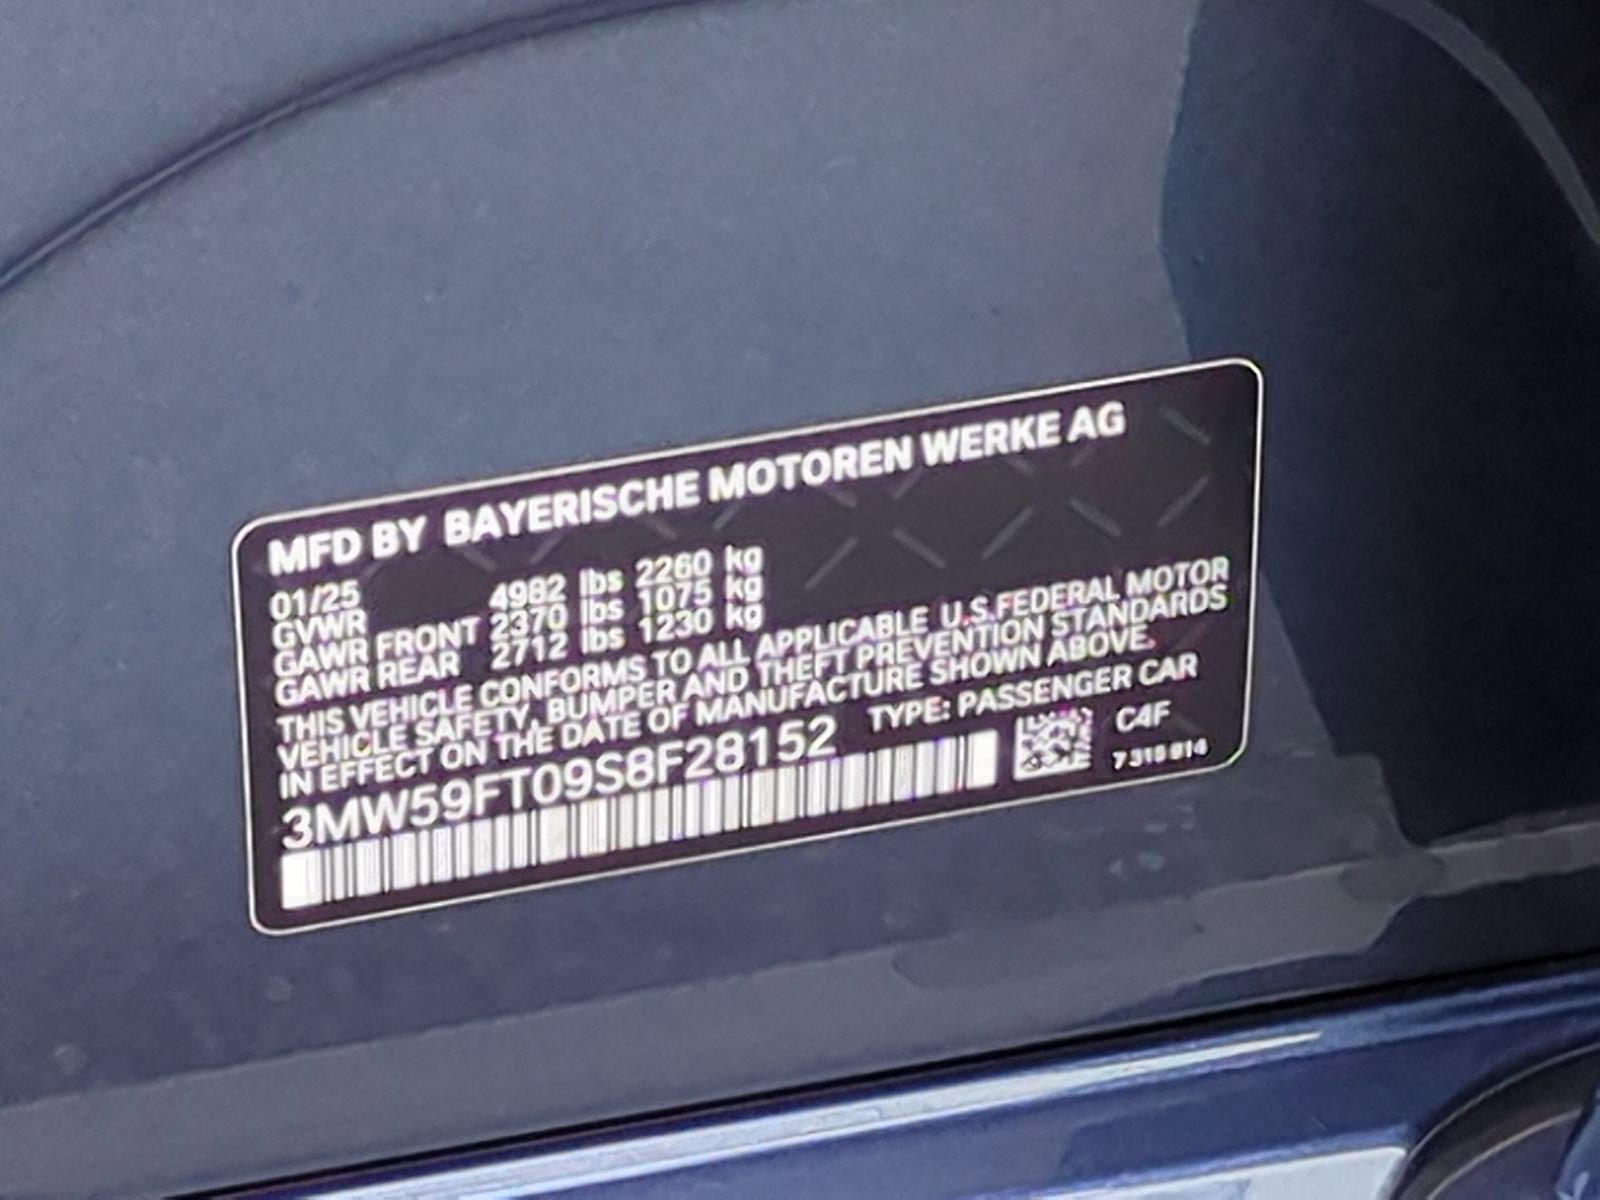 MFD BY BAYERISCHE MOTOREN WERKE AG
01/25
GVWR 4982 lbs 2260 kg
GAWR FRONT 2370 lbs 1075 kg
GAWR REAR 2712 lbs 1230 kg
THIS VEHICLE CONFORMS TO ALL APPLICABLE U.S.FEDERAL MOTOR
VEHICLE SAFETY, BUMPER AND THEFT PREVENTION STANDARDS
IN EFFECT ON THE DATE OF MANUFACTURE SHOWN ABOVE.
3MW59FT09S8F28152 TYPE: PASSENGER CAR
C4F